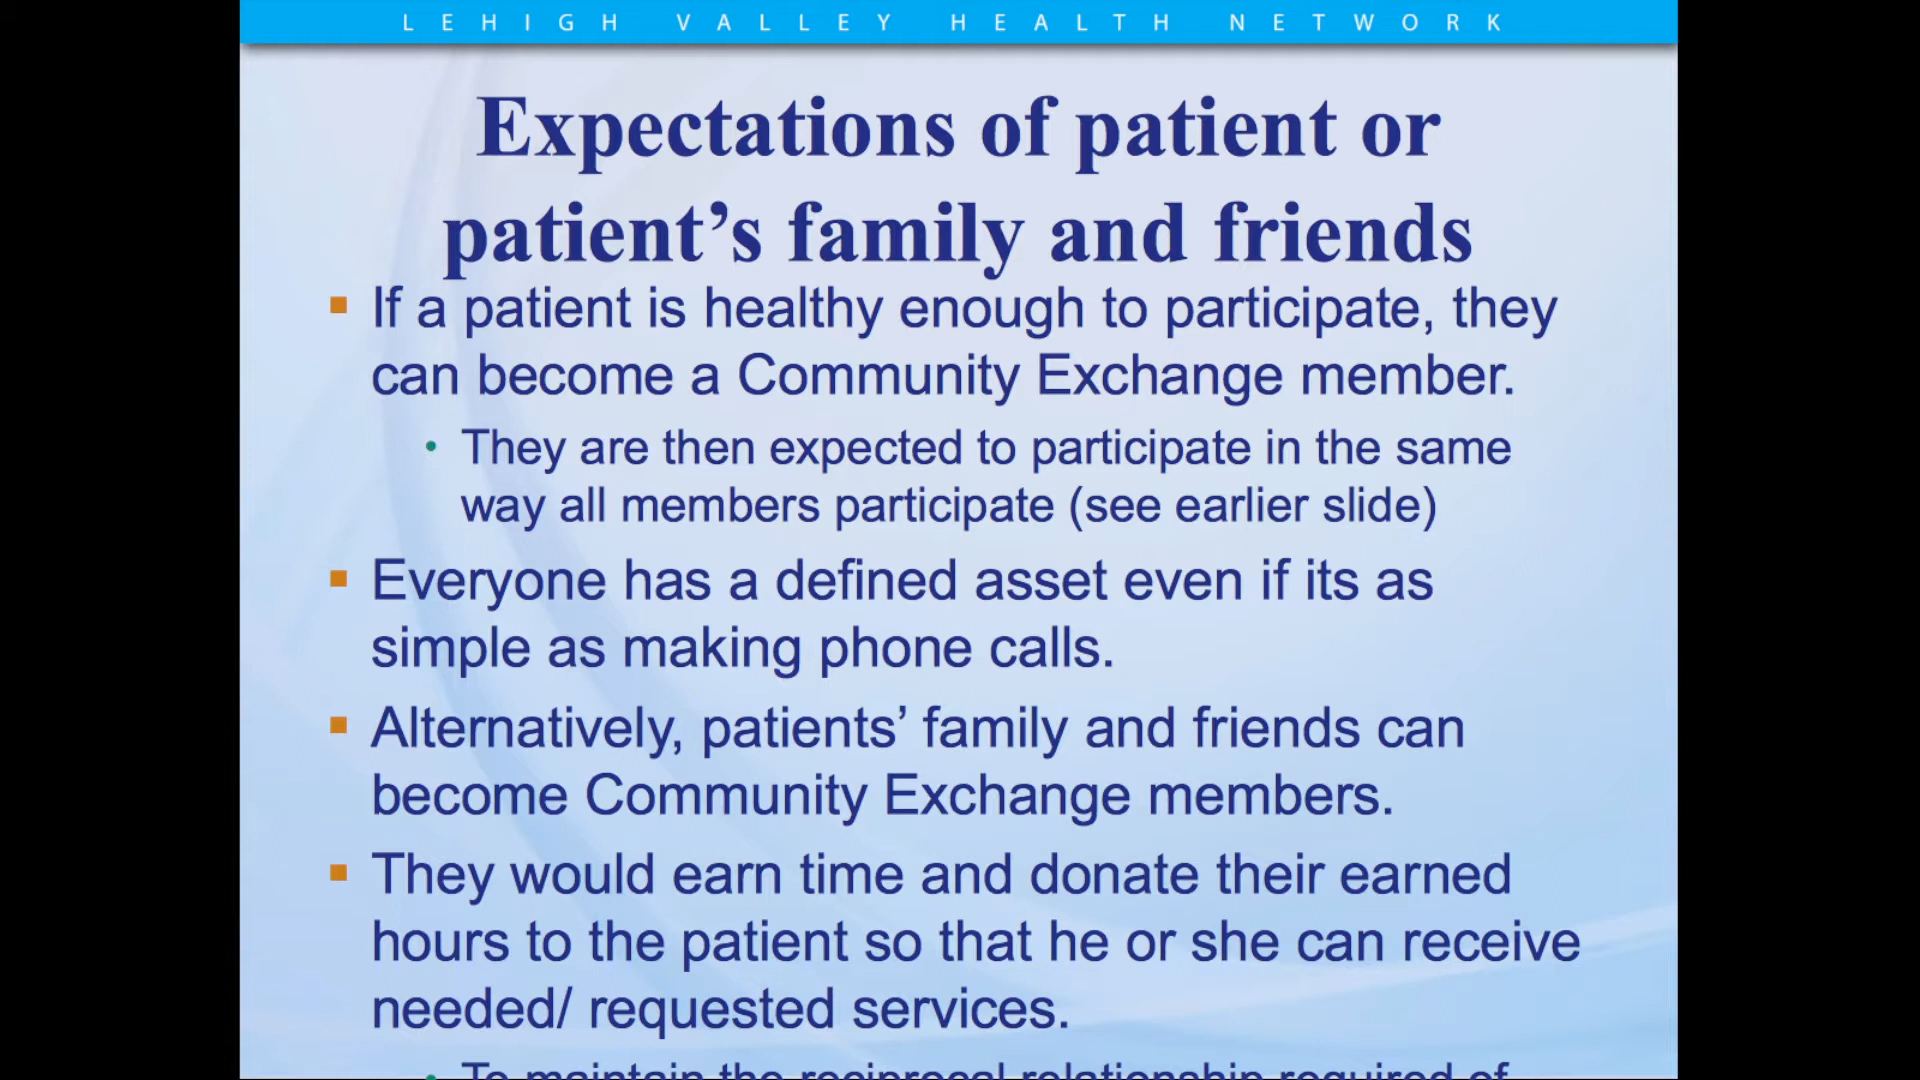 LEHIGH VALLEY HEALTH NETWORK
Expectations of patient or
patient’s family and friends
▪ If a patient is healthy enough to participate, they
can become a Community Exchange member.
• They are then expected to participate in the same
way all members participate (see earlier slide)
▪ Everyone has a defined asset even if its as
simple as making phone calls.
▪ Alternatively, patients’ family and friends can
become Community Exchange members.
▪ They would earn time and donate their earned
hours to the patient so that he or she can receive
needed/ requested services.
• To maintain the reciprocal relationship required of